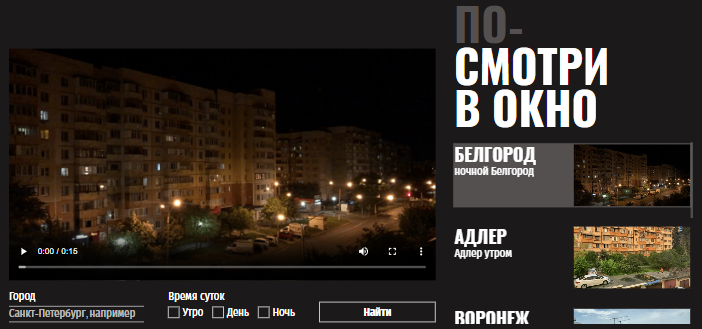 ПО-
СМОТРИ
В ОКНО
БЕЛГОРОД
ночной Белгород
0:00 / 0:15
АДЛЕР
Адлер утром
Город
Время суток
Санкт-Петербург, например
Утро
День
Ночь
Найти
ВОРОНЕЖ